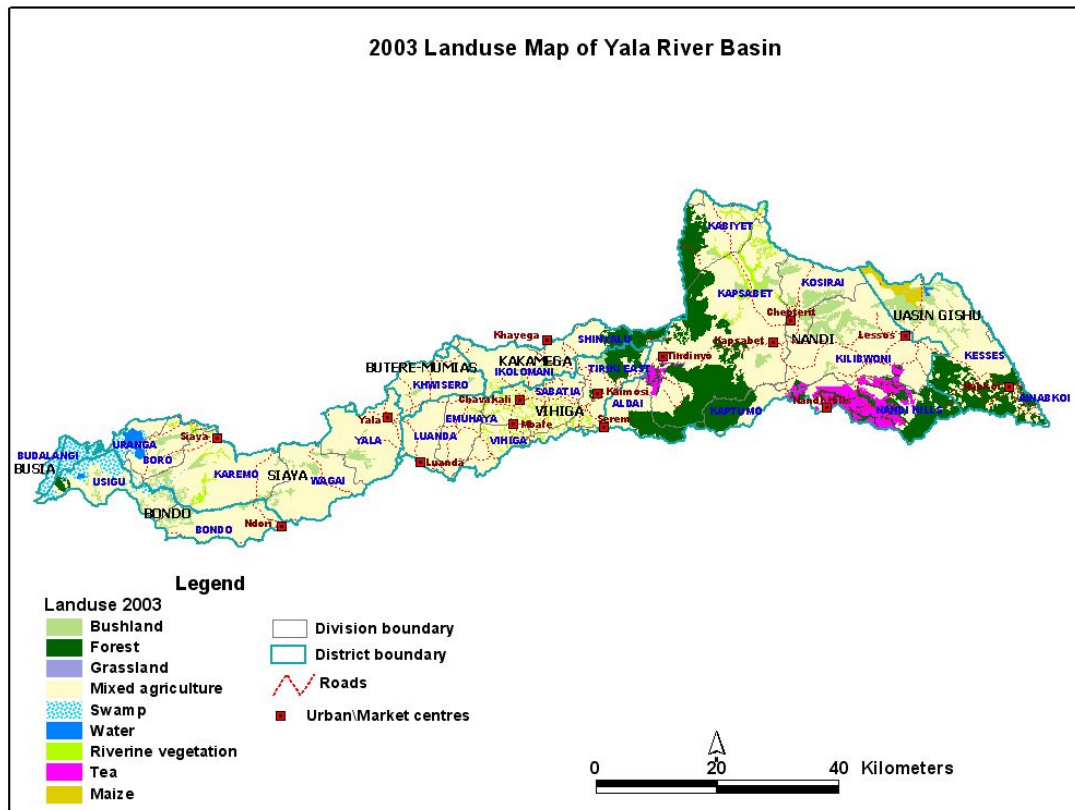 2003 Landuse Map of Yala River Basin
KABIYET
KAPSABET
KOSIRAI
Chepterit
UASIN GISHU
Khayega
SHINYALU
Kapsabet
NANDI
Lessos
BUTERE-MUMIAS
KAKAMEGA
Tindinyo
KILIBWONI
KESSES
IKOLOMANI
TIRIKI EAST
KHWISERO
SABATIA
Kaimosi
Chavakali
ALDAI
Nandi Hills
NANDI HILLS
AINABKOI
EMUHAYA
Mbafe
VIHIGA
Serem
KAPTUMO
Yala
YALA
LUANDA
VIHIGA
Siaya
URANGA
BORO
Luanda
BUDALANGI
BUSIA
USIGU
KAREMO
SIAYA
WAGAI
BONDO
BONDO
Ndori
Legend
Landuse 2003
Bushland
Forest
Grassland
Mixed agriculture
Swamp
Water
Riverine vegetation
Tea
Maize
Division boundary
District boundary
Roads
Urban\Market centres
0 20 40 Kilometers